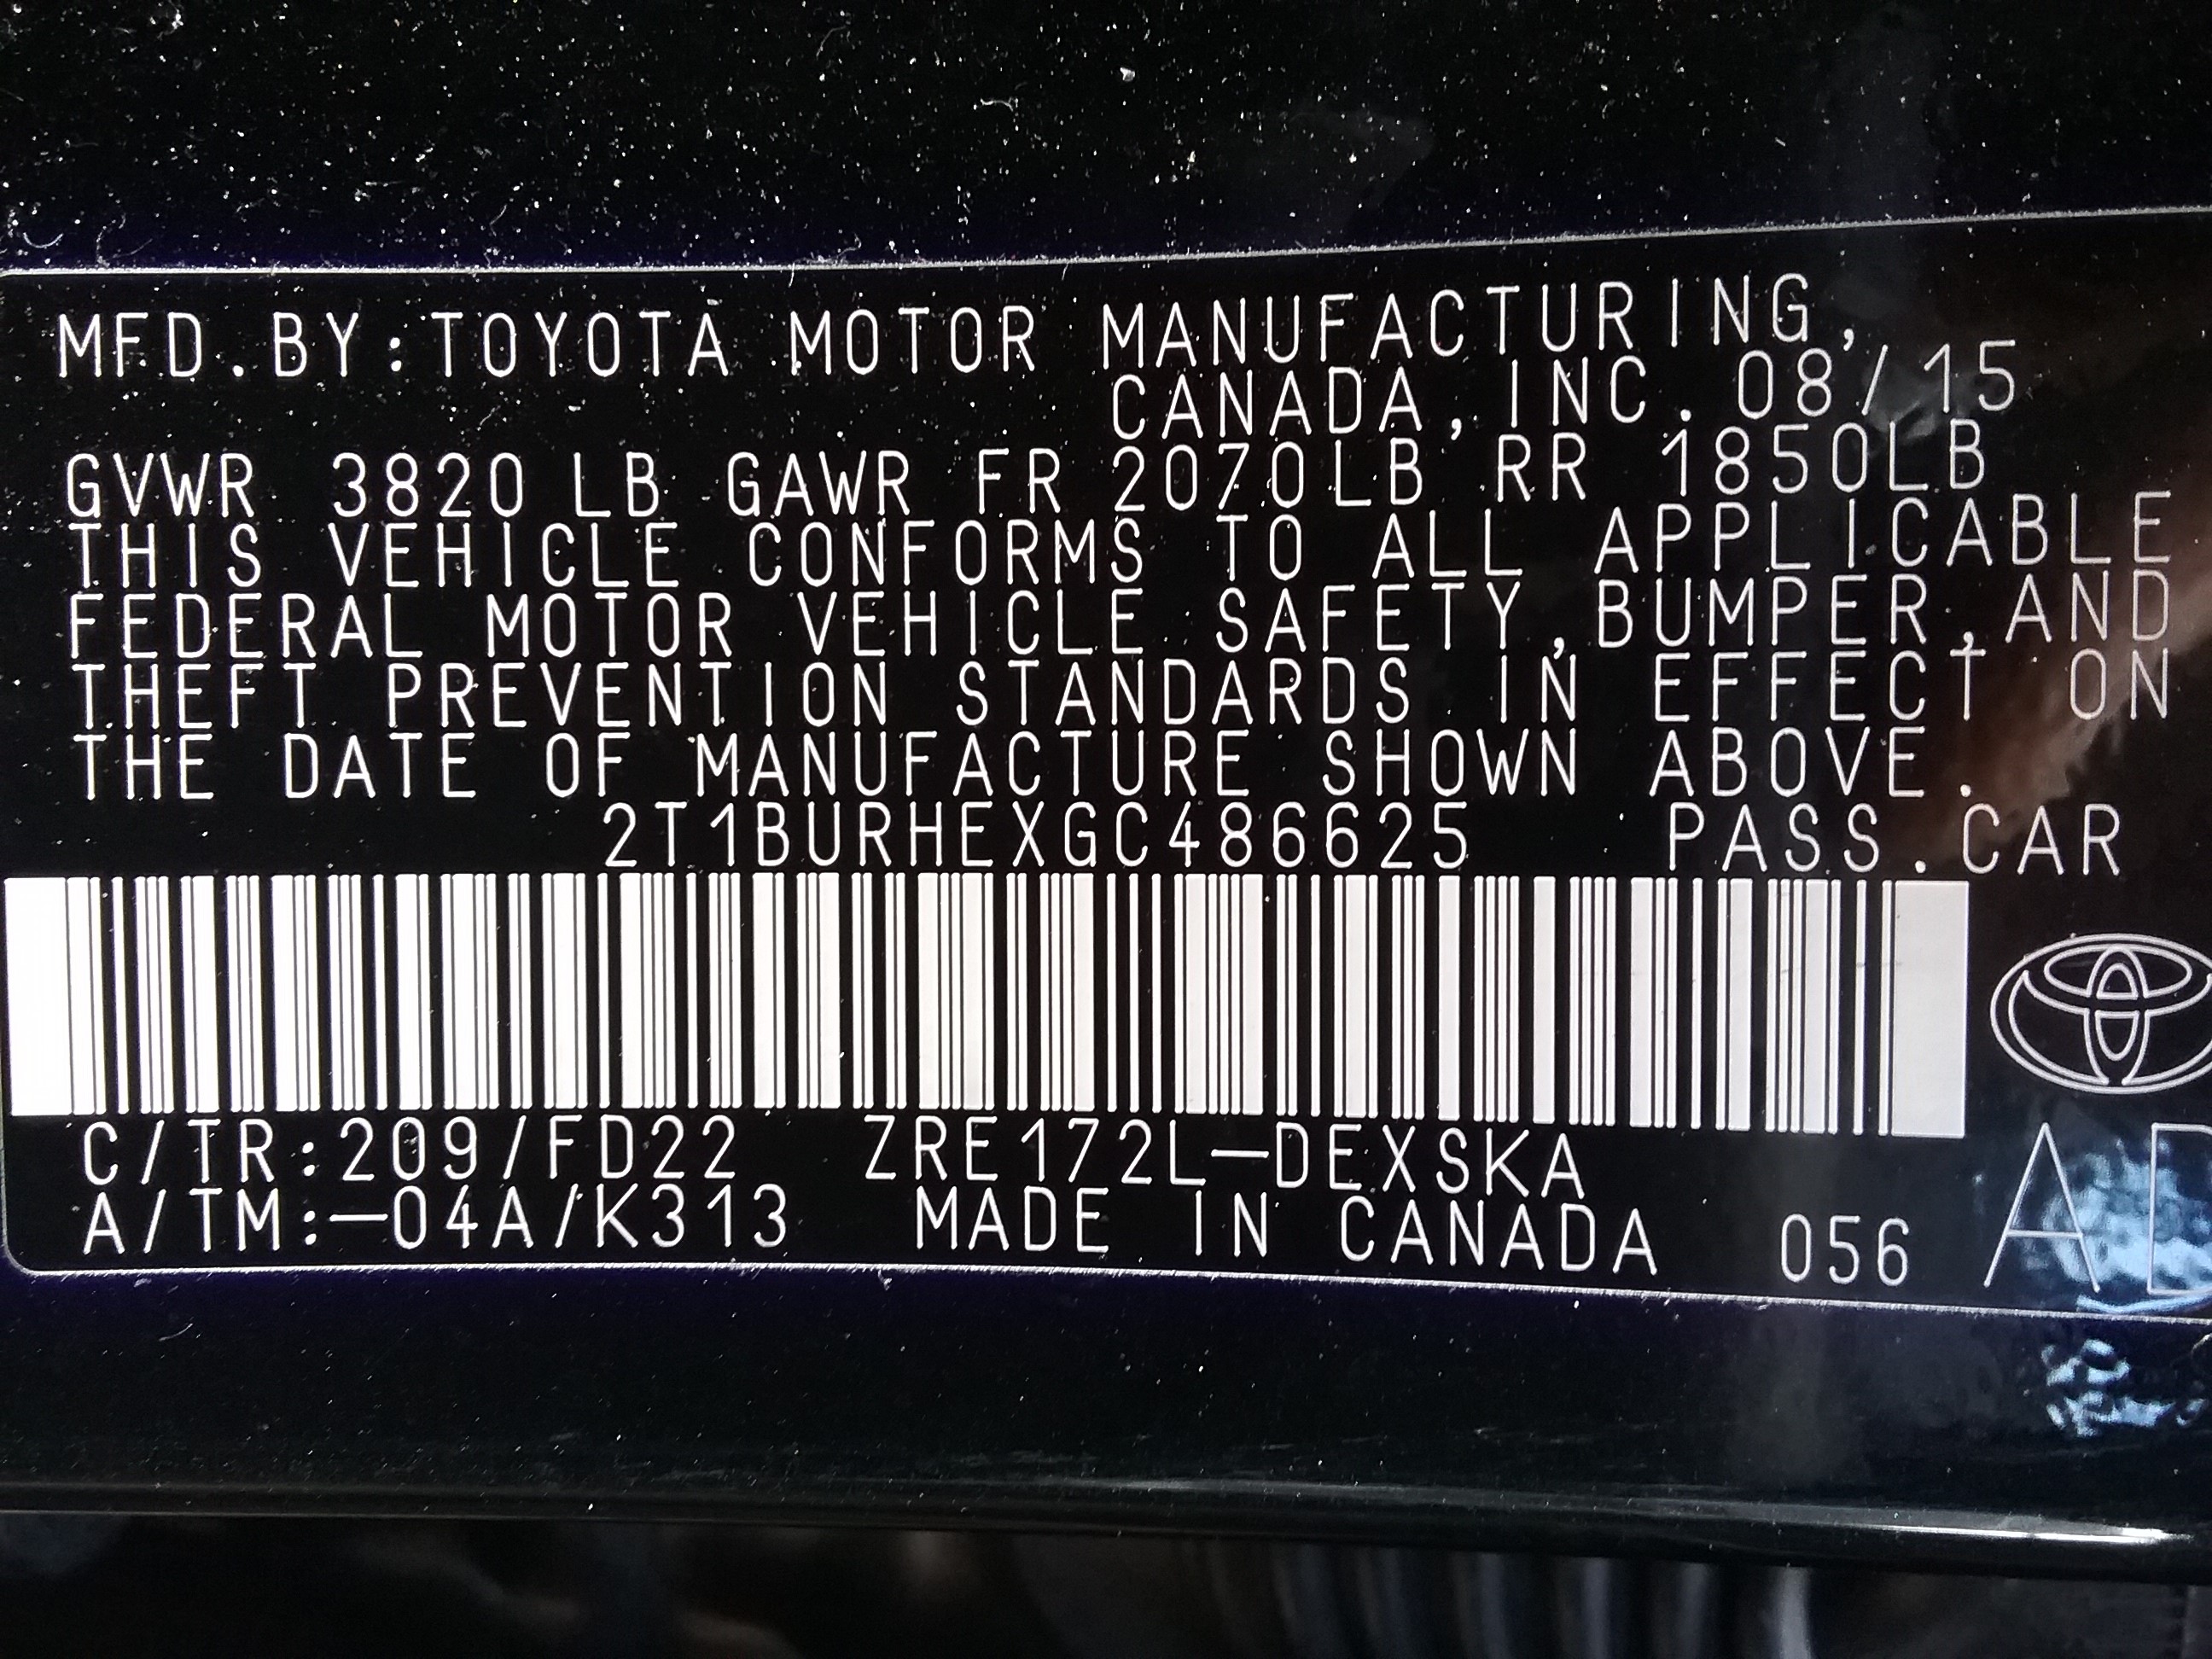 MFD.BY:TOYOTA MOTOR MANUFACTURING,
CANADA,INC.08/15
GVWR 3820LB GAWR FR 2070LB RR 1850LB
THIS VEHICLE CONFORMS TO ALL APPLICABLE
FEDERAL MOTOR VEHICLE SAFETY,BUMPER,AND
THEFT PREVENTION STANDARDS IN EFFECT ON
THE DATE OF MANUFACTURE SHOWN ABOVE.
2T1BURHEXGC486625 PASS.CAR
C/TR:209/FD22 ZRE172L—DEXSKA
A/TM:—04A/K313 MADE IN CANADA 056